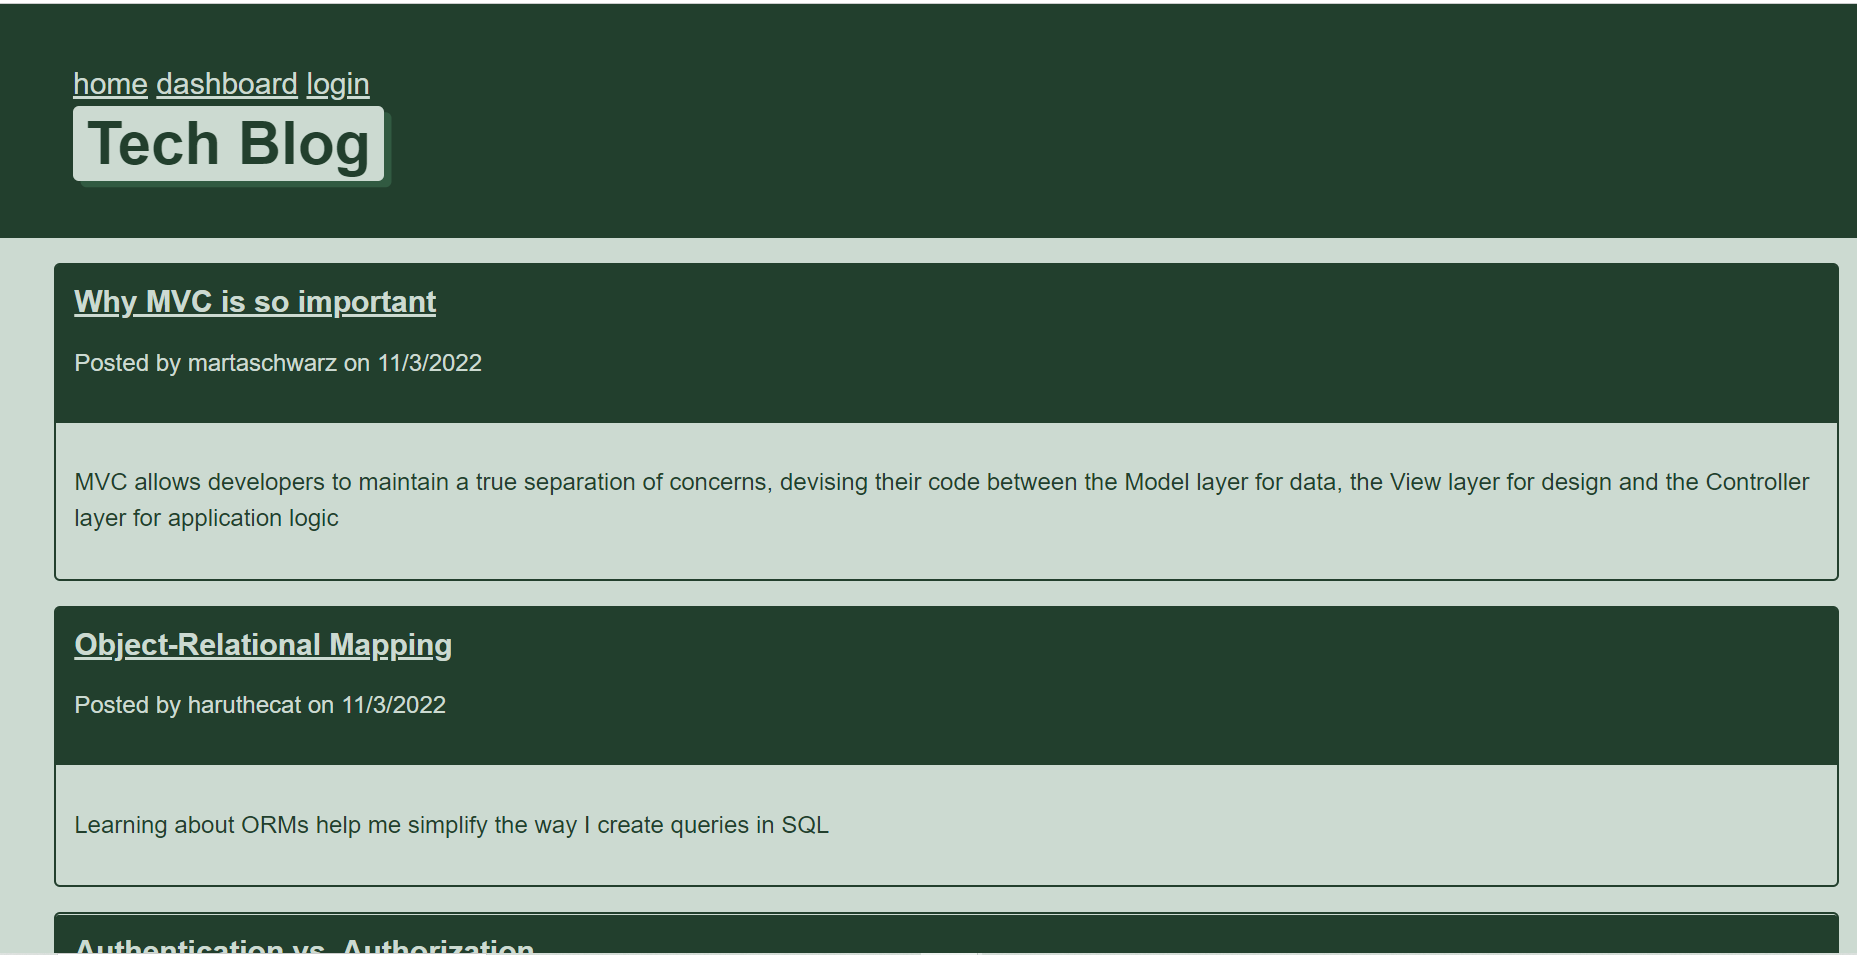 home dashboard login
Tech Blog
Why MVC is so important
Posted by martaschwarz on 11/3/2022
MVC allows developers to maintain a true separation of concerns, devising their code between the Model layer for data, the View layer for design and the Controller
layer for application logic
Object-Relational Mapping
Posted by haruthecat on 11/3/2022
Learning about ORMs help me simplify the way I create queries in SQL
Authentication vs. Authorization